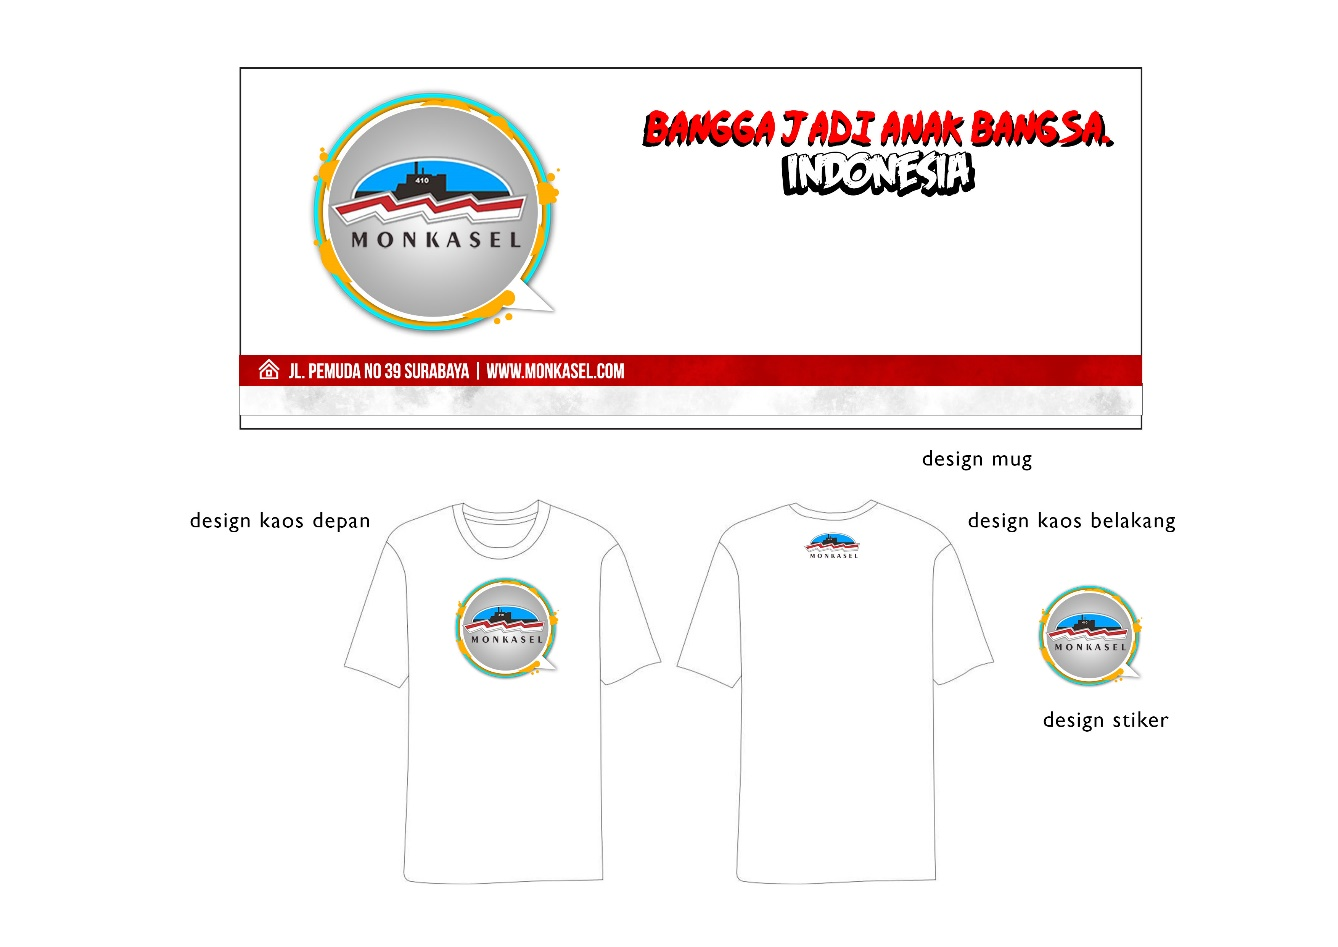 BANGGA JADI ANAK BANGSA.
INDONESIA
410
MONKASEL
JL. PEMUDA NO 39 SURABAYA | WWW.MONKASEL.COM
design mug
design kaos depan
design kaos belakang
MONKASEL
MONKASEL
MONKASEL
design stiker